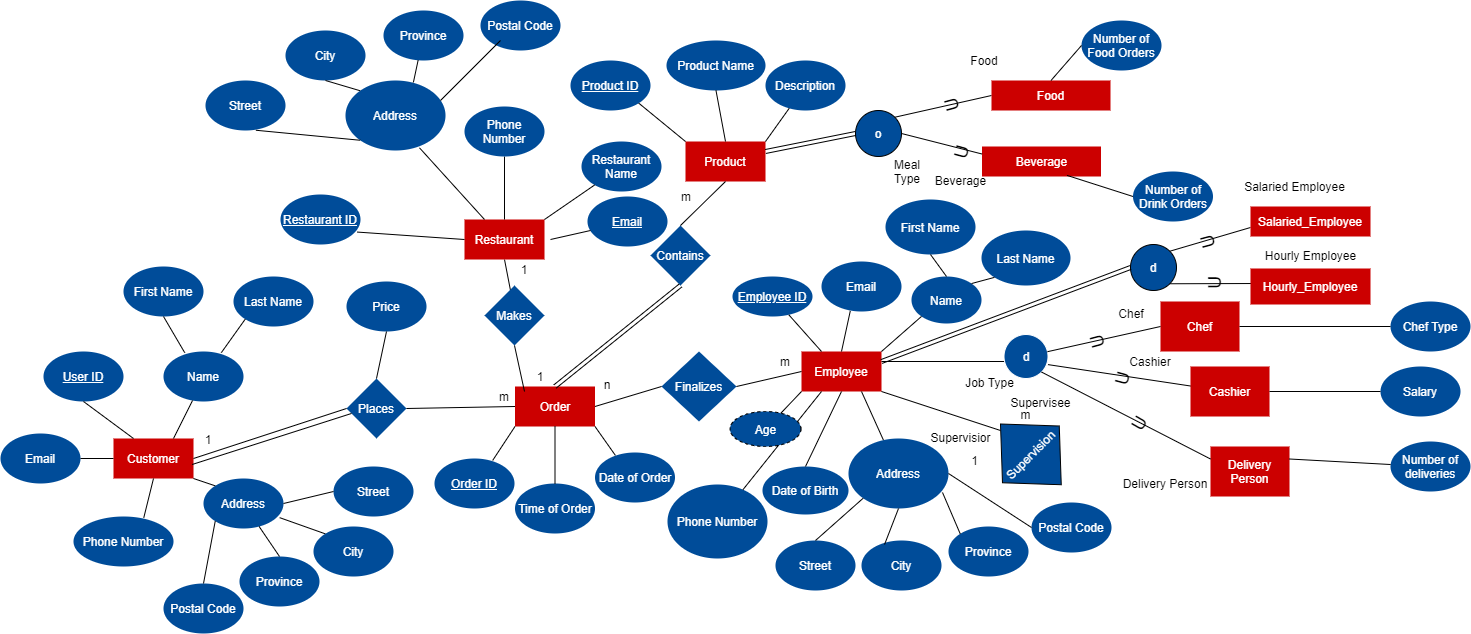 Postal Code
Province
City
Street
Address
Phone
Number
Restaurant
Name
Restaurant ID
Email
Restaurant
1
Makes
Product ID
Product Name
Description
Product
m
Contains
1
o
Meal
Type
Food
Food
Number of
Food Orders
Beverage
Beverage
Number of
Drink Orders
First Name
Last Name
Name
Employee ID
Email
Employee
m
d
Salaried Employee
Salaried_Employee
Hourly Employee
Hourly_Employee
d
Job Type
Chef
Chef
Chef Type
Cashier
Cashier
Salary
Delivery Person
Delivery
Person
Number of
deliveries
Supervisee
m
Supervisior
1
Supervision
Age
Phone Number
Date of Birth
Address
Street
City
Province
Postal Code
Finalizes
n
Order
m
Order ID
Time of Order
Date of Order
Price
Places
1
First Name
Last Name
Name
User ID
Customer
Email
Phone Number
Address
Street
City
Province
Postal Code